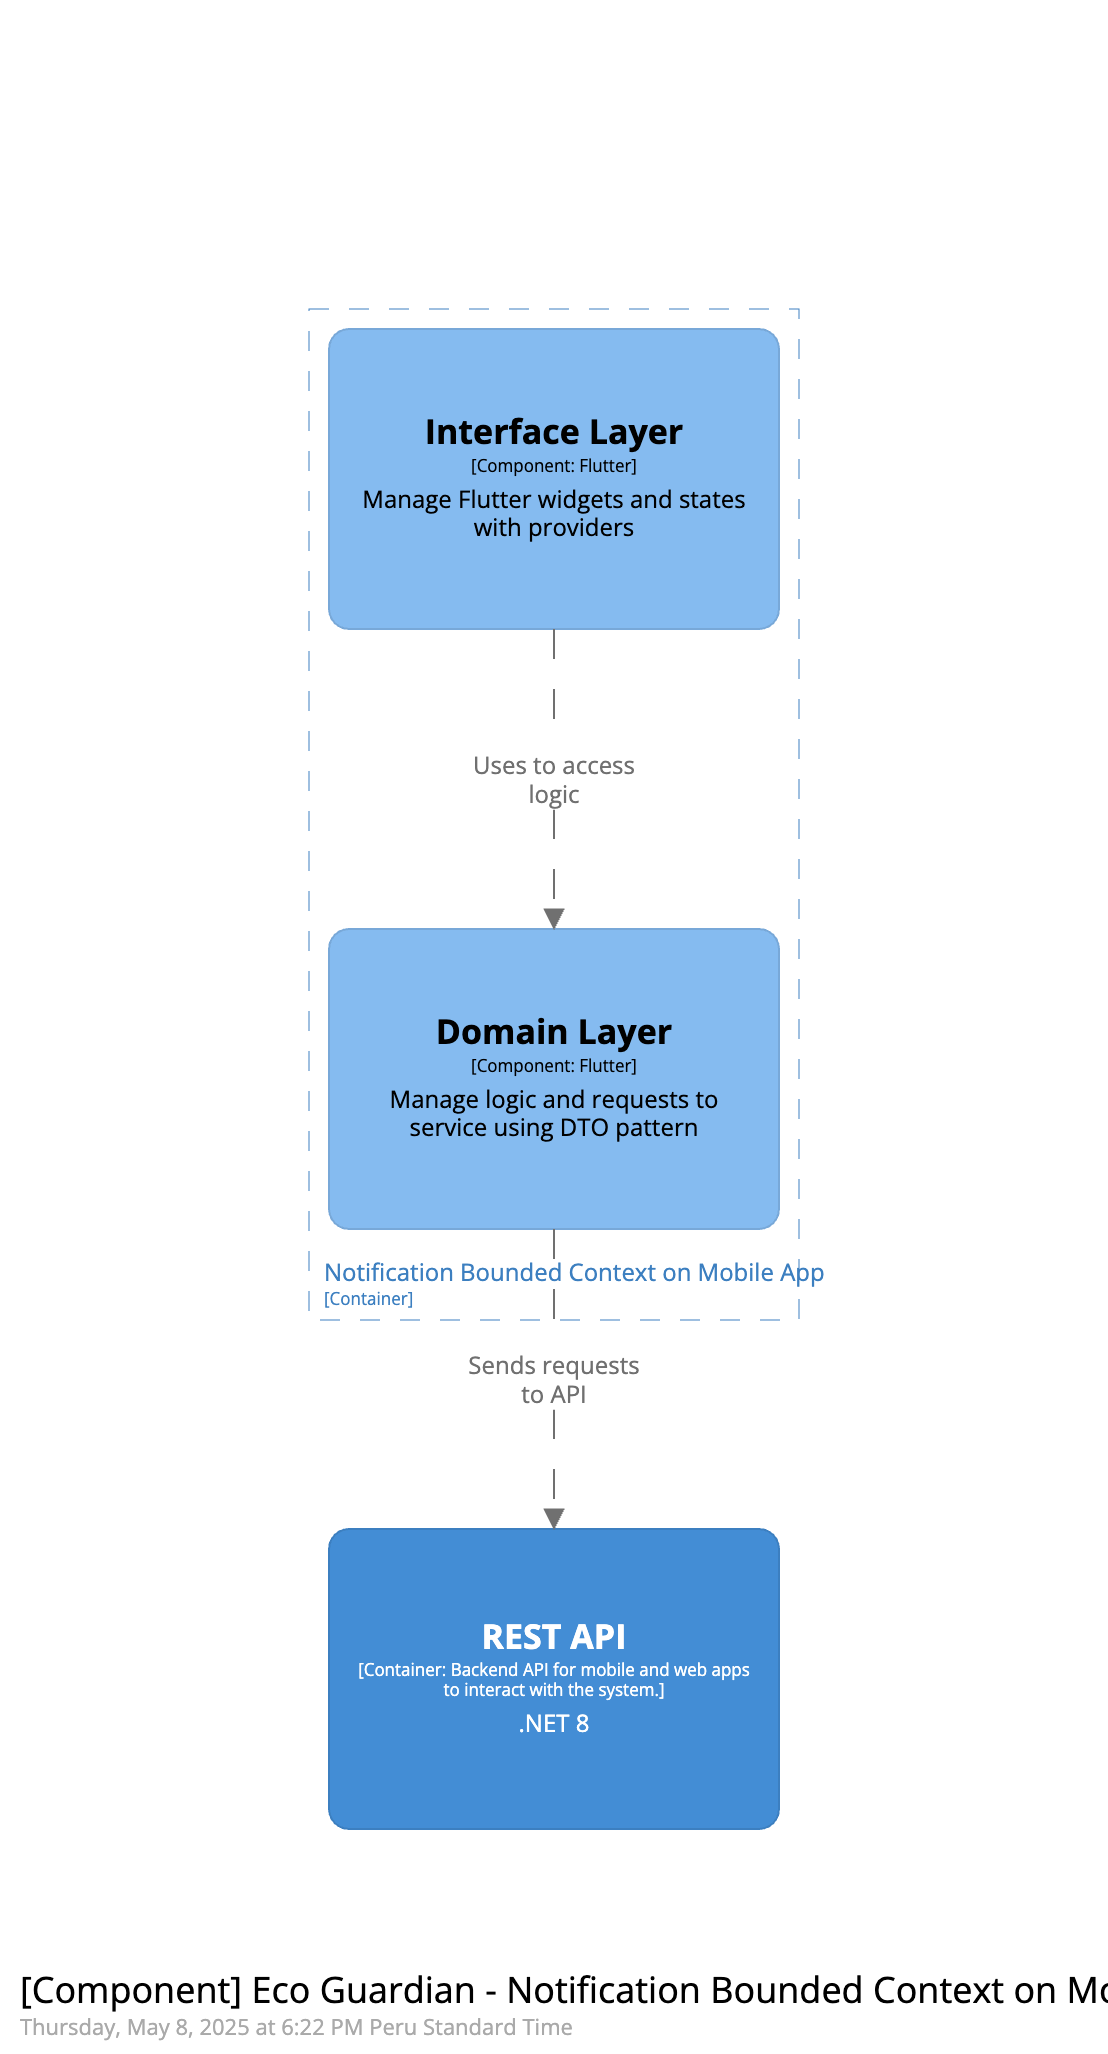 Interface Layer
[Component: Flutter]
Manage Flutter widgets and states
with providers
Uses to access
logic
Domain Layer
[Component: Flutter]
Manage logic and requests to
service using DTO pattern
Notification Bounded Context on Mobile App
[Container]
Sends requests
to API
REST API
[Container: Backend API for mobile and web apps
to interact with the system.]
.NET 8
[Component] Eco Guardian - Notification Bounded Context on
Thursday, May 8, 2025 at 6:22 PM Peru Standard Time